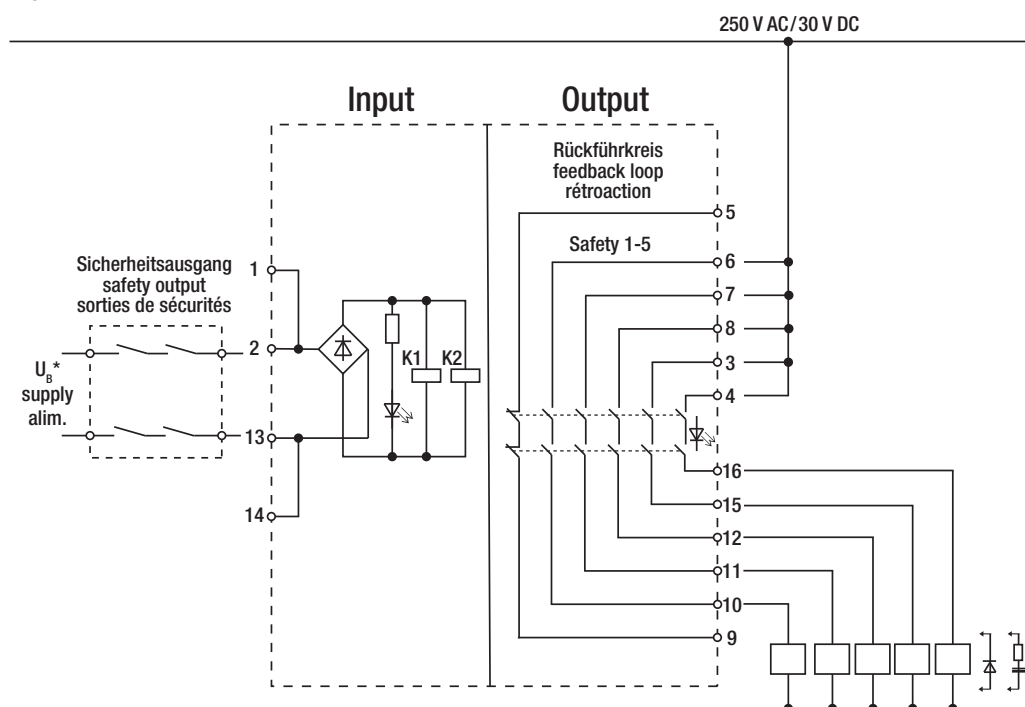 250 V AC/30 V DC
Input
Output
Rückführkreis
feedback loop
rétroaction
5
Safety 1-5
6
7
8
3
4
Sicherheitsausgang
safety output
sorties de sécurités
1
2
U_B*
supply
alim.
13
14
K1 K2
16
15
12
11
10
9